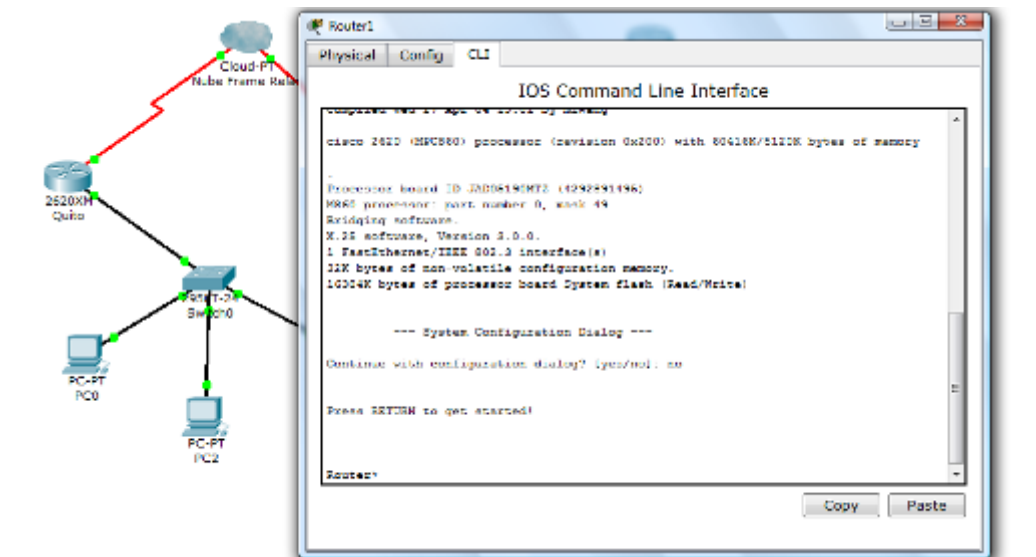 Cloud-PT
Nube Frame Rela
2620XM
Quito
Switch0
PC-PT
PC0
PC-PT
PC2
Router1
Physical Config CLI
IOS Command Line Interface
cisco 2620 (MPC860) processor (revision 0x200) with 60416K/5120K bytes of memory
.
Processor board ID (4292891496)
M860 processor: part number 0, mask 49
Bridging software.
X.25 software, Version 3.0.0.
1 FastEthernet/IEEE 802.3 interface(s)
32K bytes of non-volatile configuration memory.
16384K bytes of processor board System flash (Read/Write)
--- System Configuration Dialog ---
Continue with configuration dialog? [yes/no]: no
Press RETURN to get started!
Router>
Copy Paste